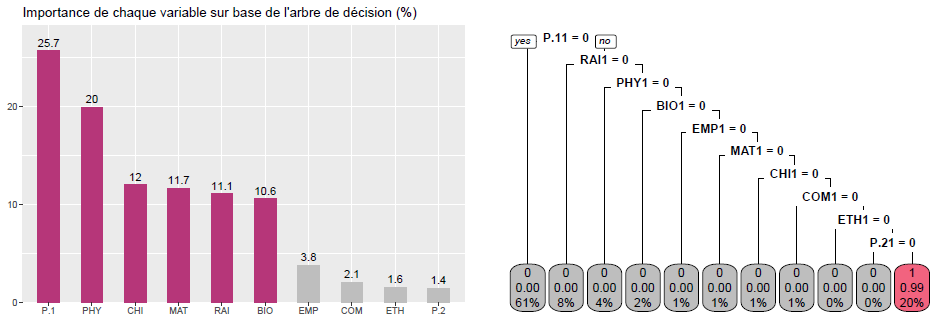 Importance de chaque variable sur base de l'arbre de décision (%)
25.7
20
12
11.7
11.1
10.6
3.8
2.1
1.6
1.4
20
10
0
P.1 PHY CHI MAT RAI BIO EMP COM ETH P.2
yes P.11 = 0 no
RAI1 = 0
PHY1 = 0
BIO1 = 0
EMP1 = 0
MAT1 = 0
CHI1 = 0
COM1 = 0
ETH1 = 0
P.21 = 0
0 0 0 0 0 0 0 0 0 0 1
0.00 0.00 0.00 0.00 0.00 0.00 0.00 0.00 0.00 0.00 0.99
61% 8% 4% 2% 1% 1% 1% 1% 0% 0% 20%